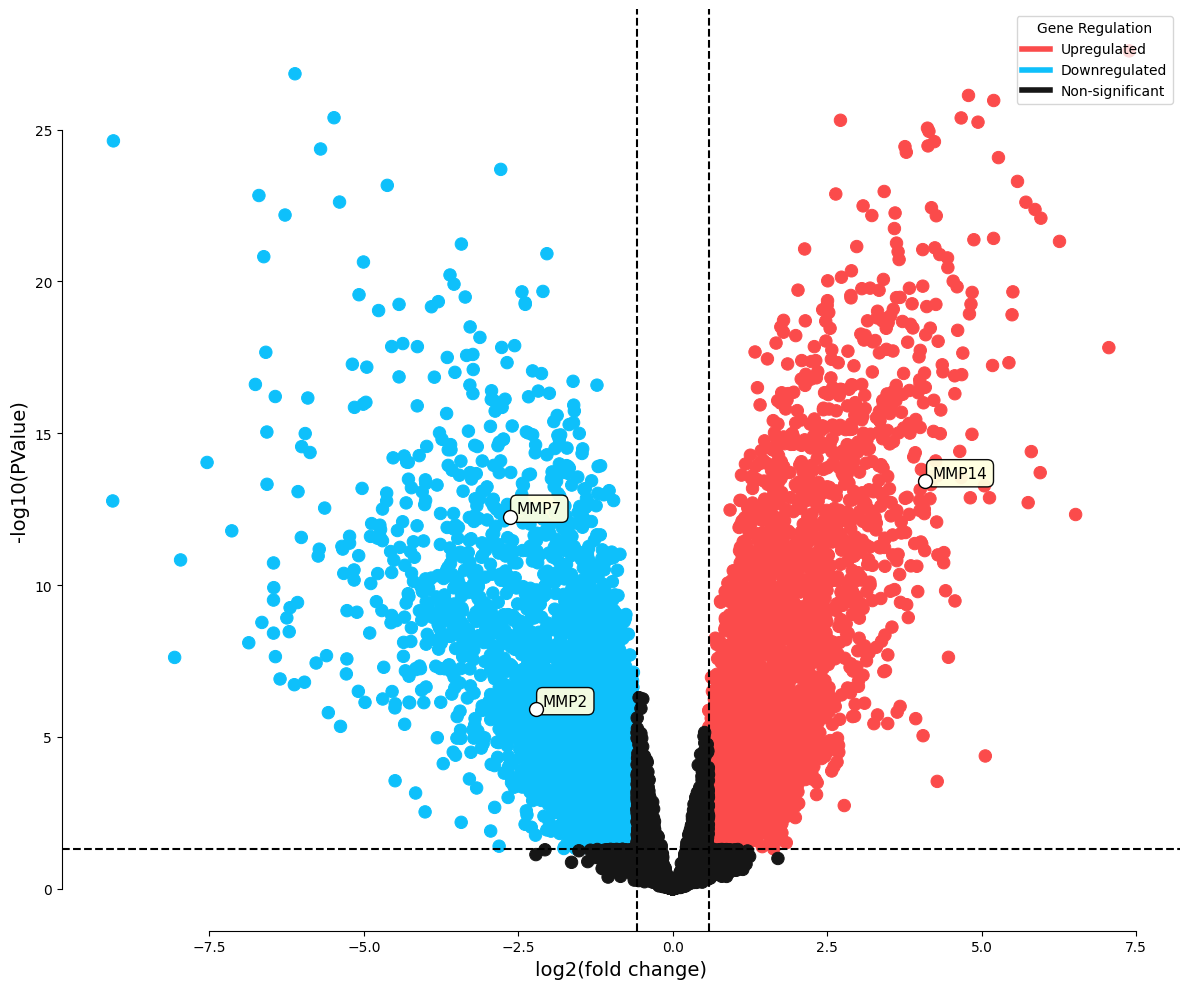 Gene Regulation
Upregulated
Downregulated
Non-significant
25
20
15
10
5
0
-log10(PValue)
MMP14
MMP7
MMP2
−7.5
−5.0
−2.5
0.0
2.5
5.0
7.5
log2(fold change)